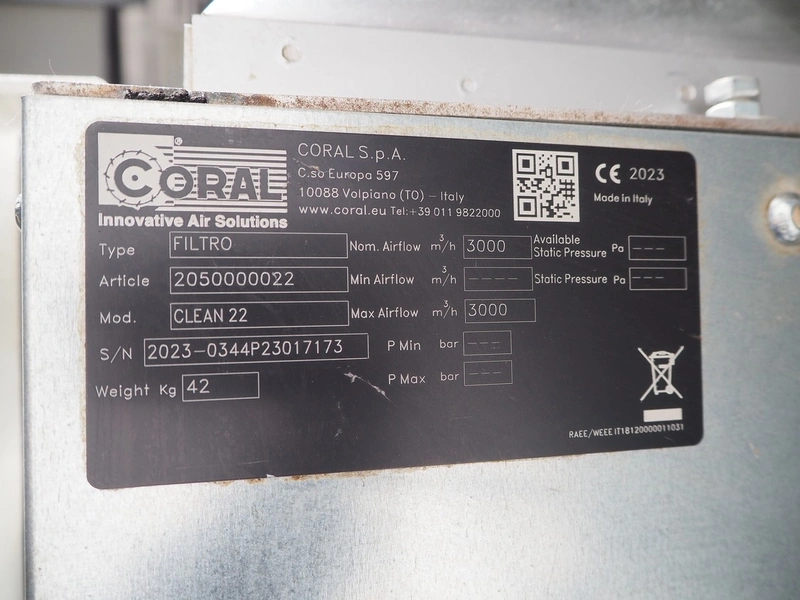 CORAL®
Innovative Air Solutions
CORAL S.p.A.
C.so Europa 597
10088 Volpiano (TO) – Italy
www.coral.eu Tel:+39 011 9822000
CE 2023
Made in Italy
Type FILTRO Nom. Airflow m³/h 3000 Available Static Pressure Pa ---
Article 2050000022 Min Airflow m³/h ---- Static Pressure Pa ---
Mod. CLEAN 22 Max Airflow m³/h 3000
S/N 2023-0344P23017173 P Min bar ---
Weight Kg 42 P Max bar ---
RAEE/WEEE IT18120000011031